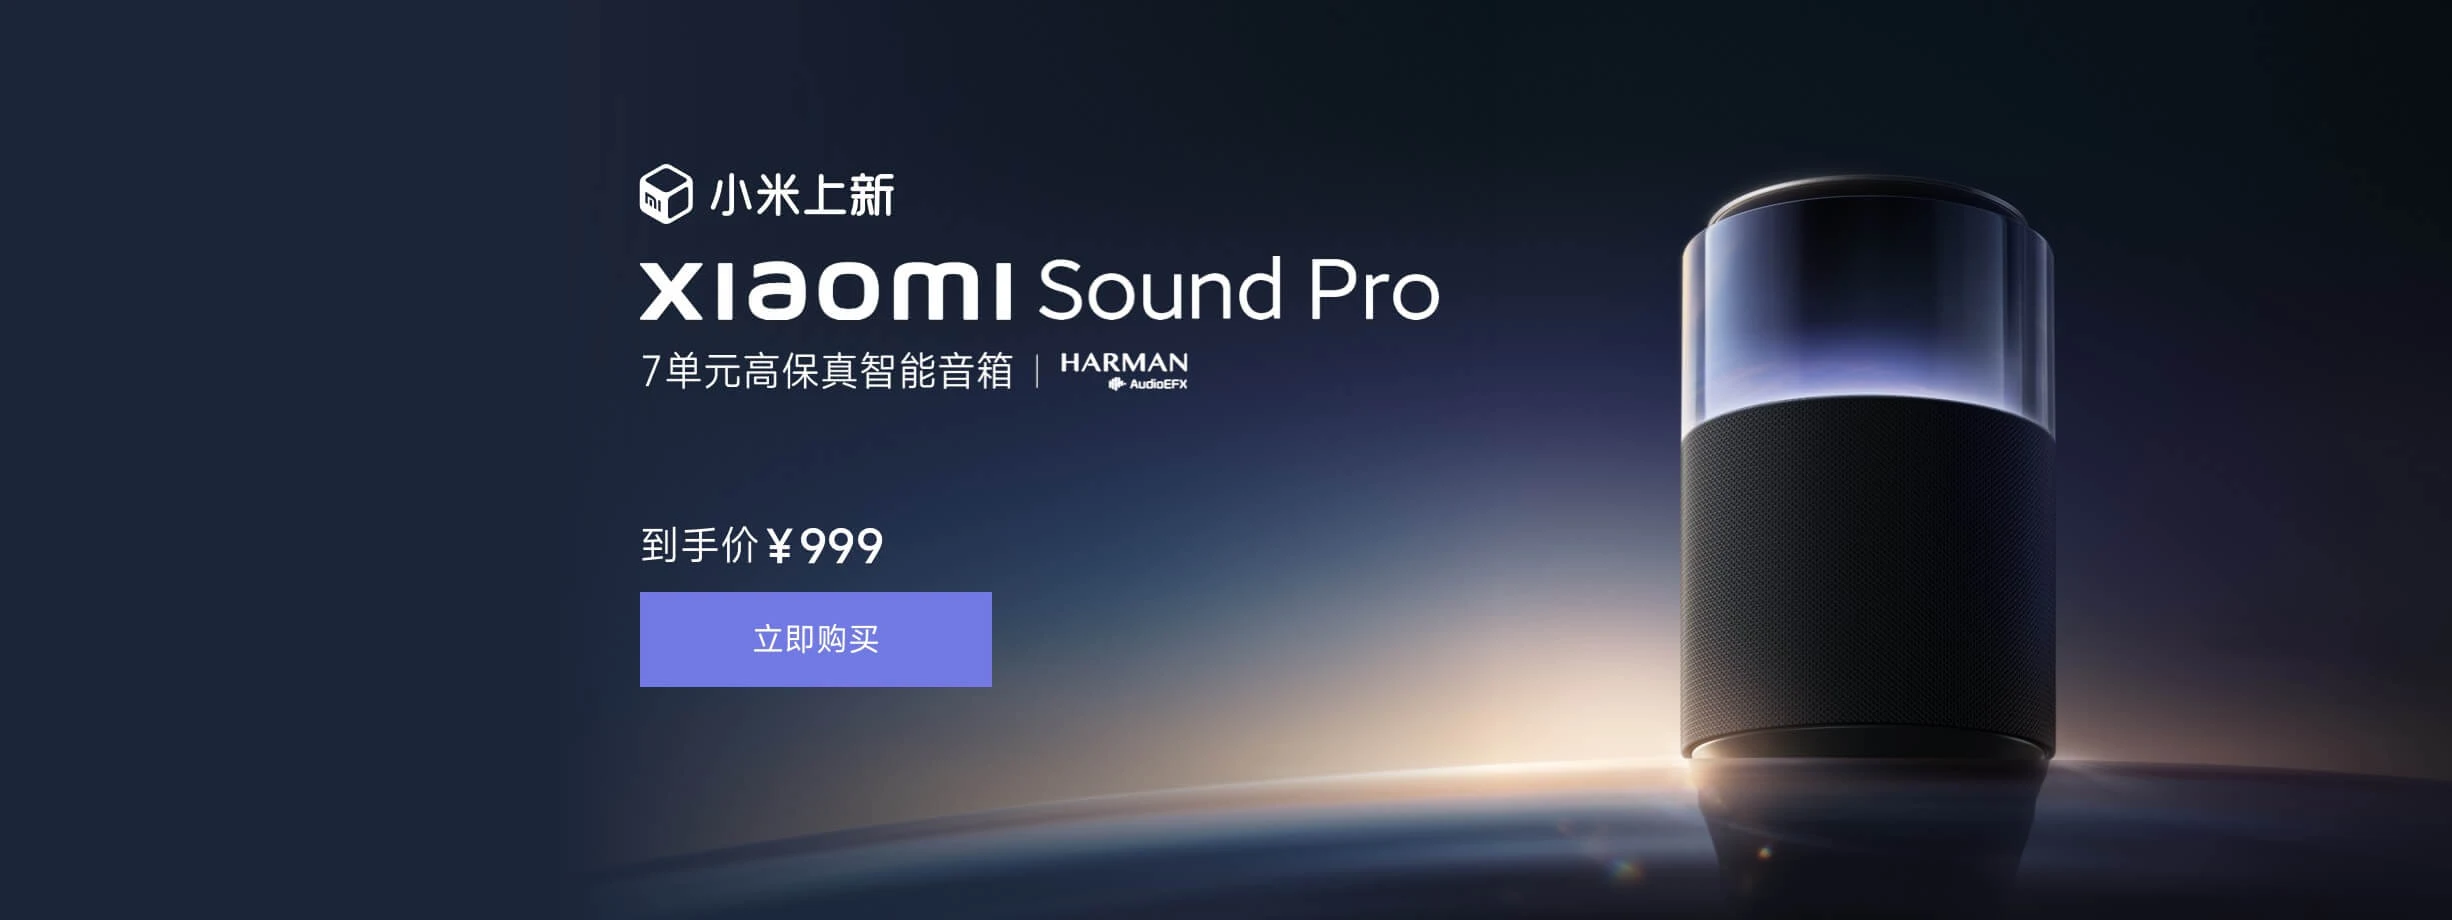 小米上新
xiaomi Sound Pro
7单元高保真智能音箱 | HARMAN
AudioEFX
到手价¥999
立即购买